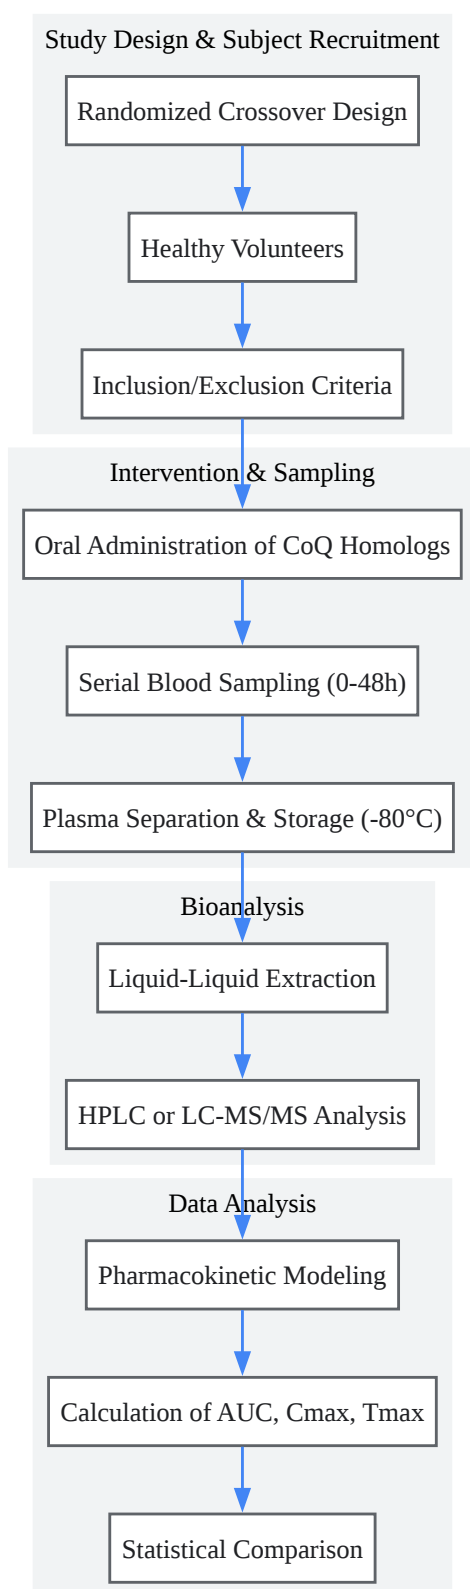 Study Design & Subject Recruitment
Randomized Crossover Design
Healthy Volunteers
Inclusion/Exclusion Criteria
Intervention & Sampling
Oral Administration of CoQ Homologs
Serial Blood Sampling (0-48h)
Plasma Separation & Storage (-80°C)
Bioanalysis
Liquid-Liquid Extraction
HPLC or LC-MS/MS Analysis
Data Analysis
Pharmacokinetic Modeling
Calculation of AUC, Cmax, Tmax
Statistical Comparison